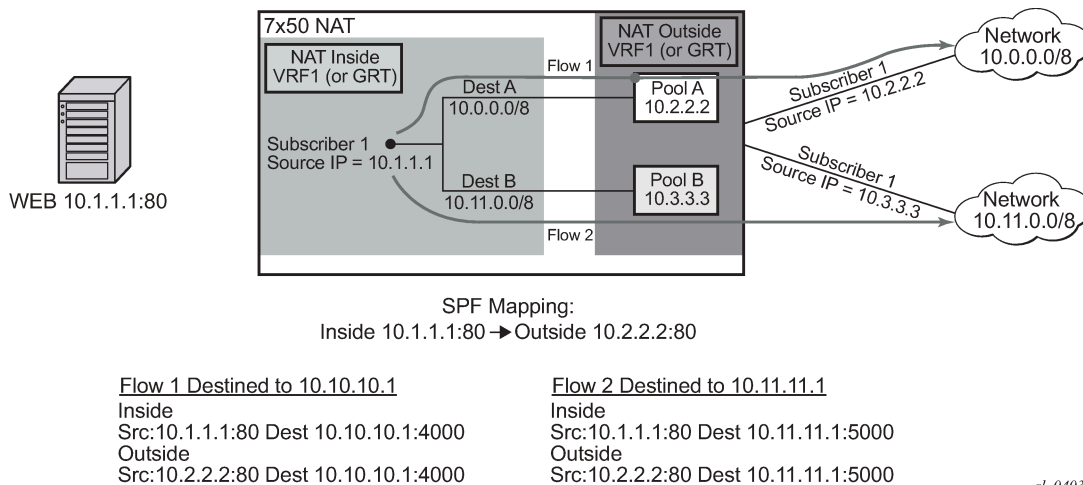 7x50 NAT
NAT Inside
VRF1 (or GRT)
NAT Outside
VRF1 (or GRT)
Flow 1
Dest A
10.0.0.0/8
Pool A
10.2.2.2
Subscriber 1
Source IP = 10.2.2.2
Network
10.0.0.0/8
Subscriber 1
Source IP = 10.1.1.1
WEB 10.1.1.1:80
Dest B
10.11.0.0/8
Pool B
10.3.3.3
Subscriber 1
Source IP = 10.3.3.3
Network
10.11.0.0/8
Flow 2
SPF Mapping:
Inside 10.1.1.1:80 → Outside 10.2.2.2:80
Flow 1 Destined to 10.10.10.1
Inside
Src:10.1.1.1:80 Dest 10.10.10.1:4000
Outside
Src:10.2.2.2:80 Dest 10.10.10.1:4000
Flow 2 Destined to 10.11.11.1
Inside
Src:10.1.1.1:80 Dest 10.11.11.1:5000
Outside
Src:10.2.2.2:80 Dest 10.11.11.1:5000